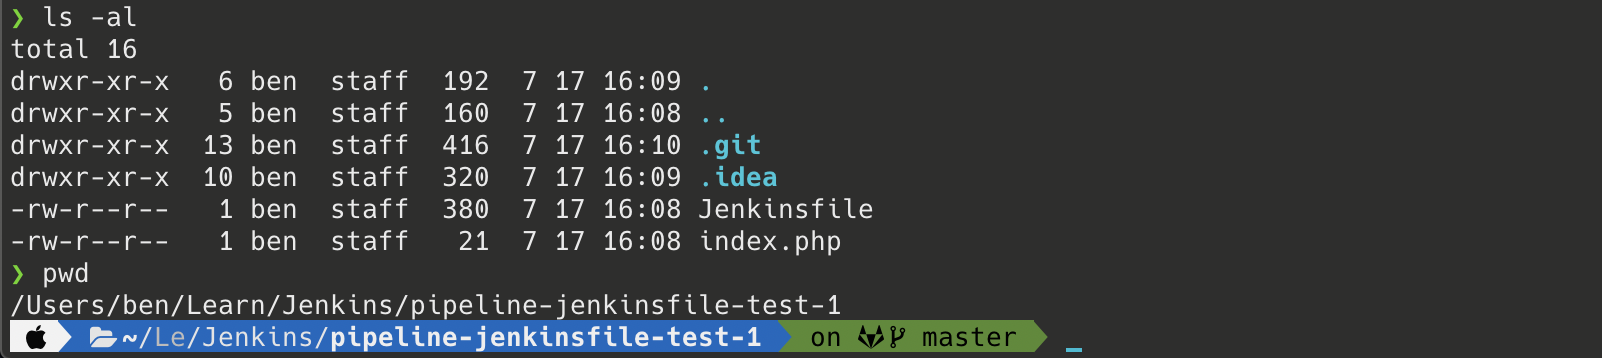 ❯ ls -al
total 16
drwxr-xr-x   6 ben  staff  192  7 17 16:09 .
drwxr-xr-x   5 ben  staff  160  7 17 16:08 ..
drwxr-xr-x  13 ben  staff  416  7 17 16:10 .git
drwxr-xr-x  10 ben  staff  320  7 17 16:09 .idea
-rw-r--r--   1 ben  staff  380  7 17 16:08 Jenkinsfile
-rw-r--r--   1 ben  staff   21  7 17 16:08 index.php
❯ pwd
/Users/ben/Learn/Jenkins/pipeline-jenkinsfile-test-1
~/Le/Jenkins/pipeline-jenkinsfile-test-1 on master